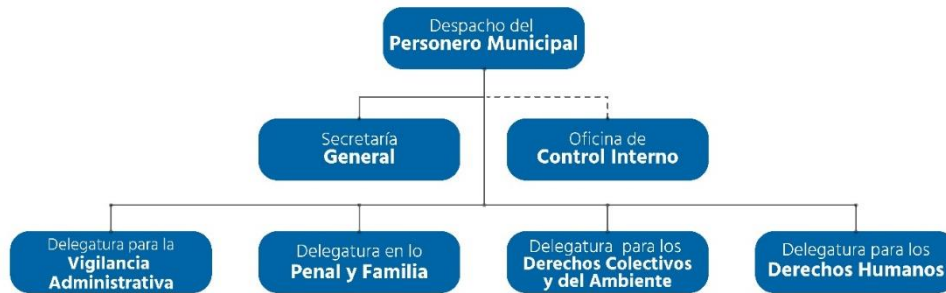 Despacho del
Personero Municipal
Secretaría
General
Oficina de
Control Interno
Delegatura para la
Vigilancia
Administrativa
Delegatura en lo
Penal y Familia
Delegatura para los
Derechos Colectivos
y del Ambiente
Delegatura para los
Derechos Humanos